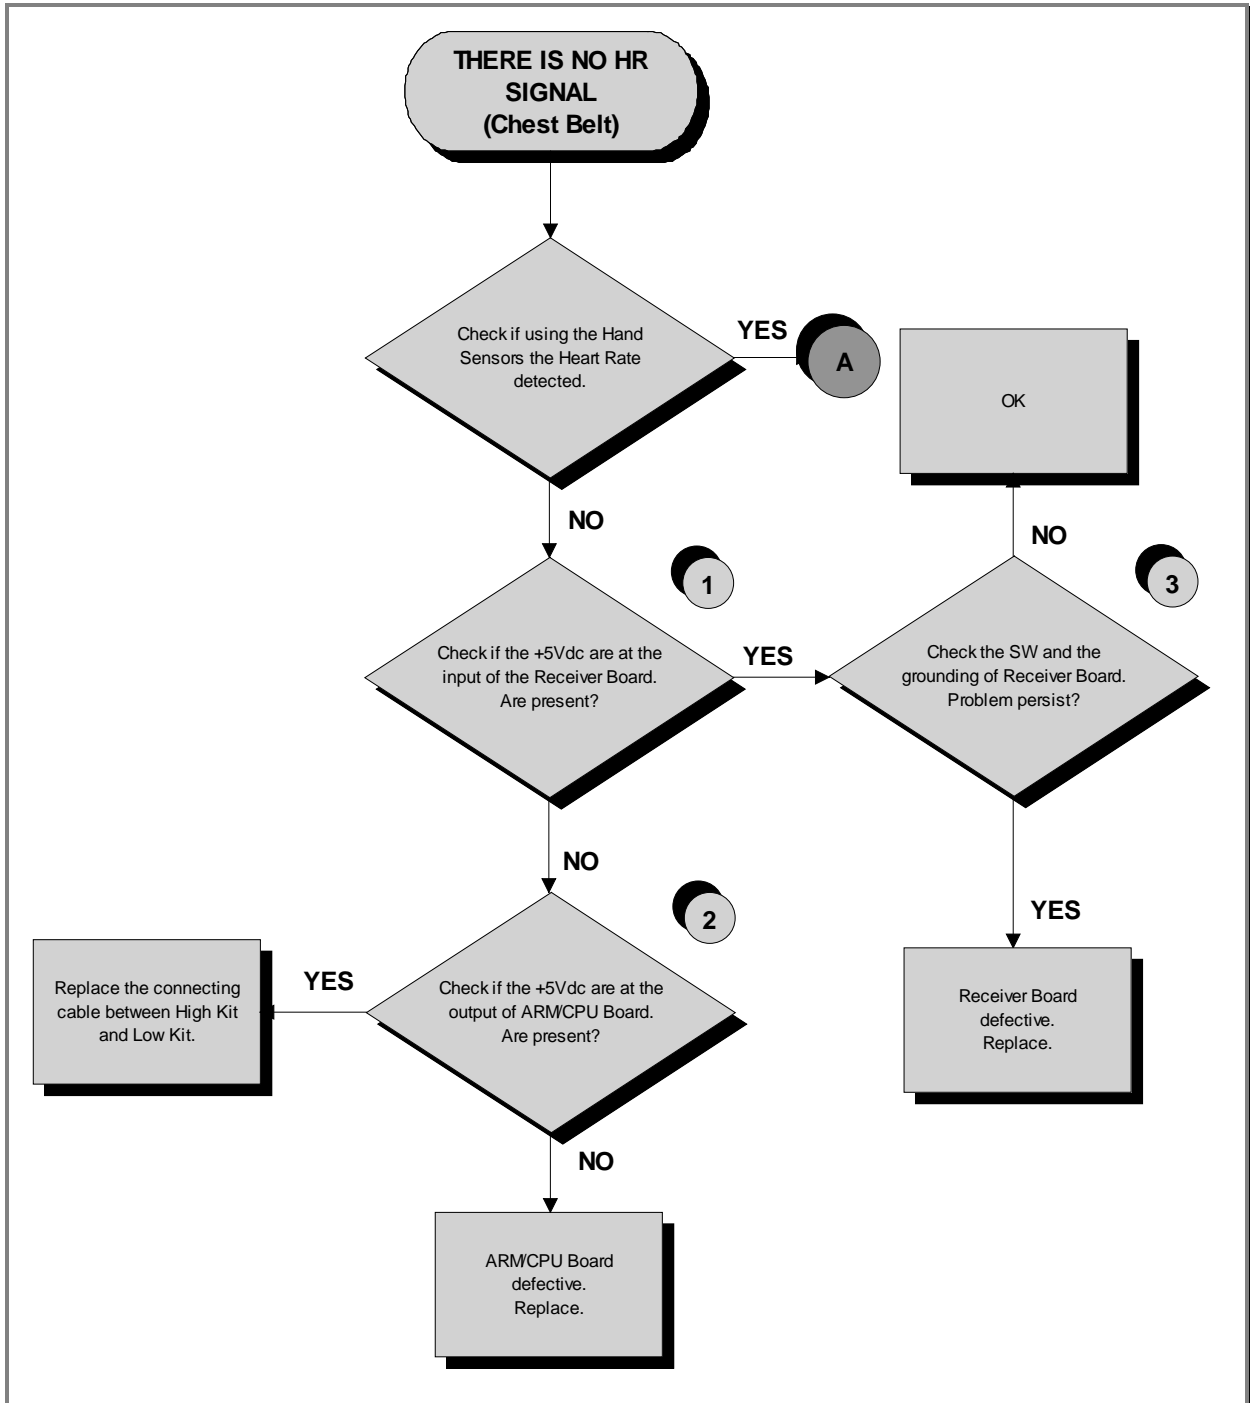 THERE IS NO HR
SIGNAL
(Chest Belt)
Check if using the Hand
Sensors the Heart Rate
detected.
YES
A
OK
NO
NO
1
3
Check if the +5Vdc are at the
input of the Receiver Board.
Are present?
YES
Check the SW and the
grounding of Receiver Board.
Problem persist?
NO
2
YES
Replace the connecting
cable between High Kit
and Low Kit.
YES
Check if the +5Vdc are at the
output of ARM/CPU Board.
Are present?
Receiver Board
defective.
Replace.
NO
ARM/CPU Board
defective.
Replace.